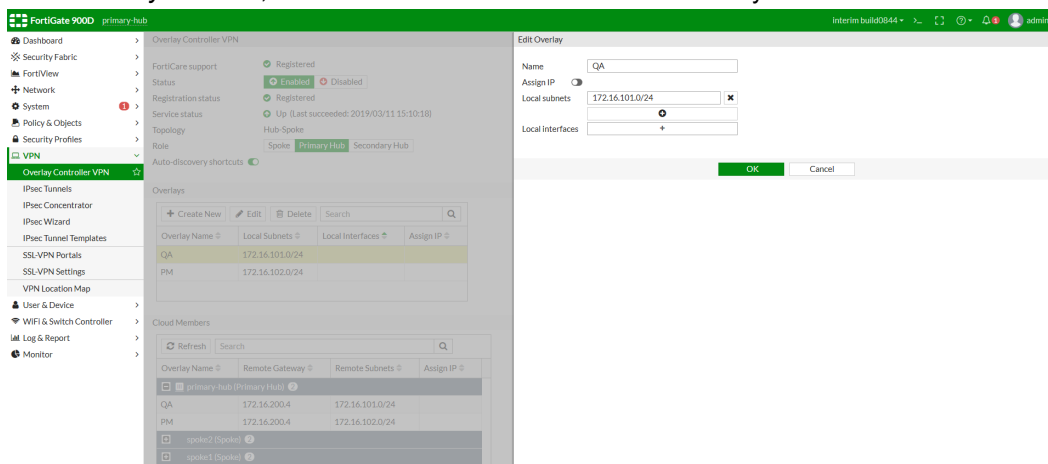 FortiGate 900D primary-hub interim build0844 >_ admin
Dashboard
Security Fabric
FortiView
Network
System 1
Policy & Objects
Security Profiles
VPN
Overlay Controller VPN
IPsec Tunnels
IPsec Concentrator
IPsec Wizard
IPsec Tunnel Templates
SSL-VPN Portals
SSL-VPN Settings
VPN Location Map
User & Device
WiFi & Switch Controller
Log & Report
Monitor
Overlay Controller VPN
FortiCare support Registered
Status Enabled Disabled
Registration status Registered
Service status Up (Last succeeded: 2019/03/11 15:10:18)
Topology Hub-Spoke
Role Spoke Primary Hub Secondary Hub
Auto-discovery shortcuts
Overlays
+ Create New Edit Delete Search
Overlay Name Local Subnets Local Interfaces Assign IP
QA 172.16.101.0/24
PM 172.16.102.0/24
Cloud Members
Refresh Search
Overlay Name Remote Gateway Remote Subnets Assign IP
primary-hub (Primary Hub) 2
QA 172.16.200.4 172.16.101.0/24
PM 172.16.200.4 172.16.102.0/24
spoke2 (Spoke) 2
spoke1 (Spoke) 2
Edit Overlay
Name QA
Assign IP
Local subnets 172.16.101.0/24
Local interfaces +
OK Cancel